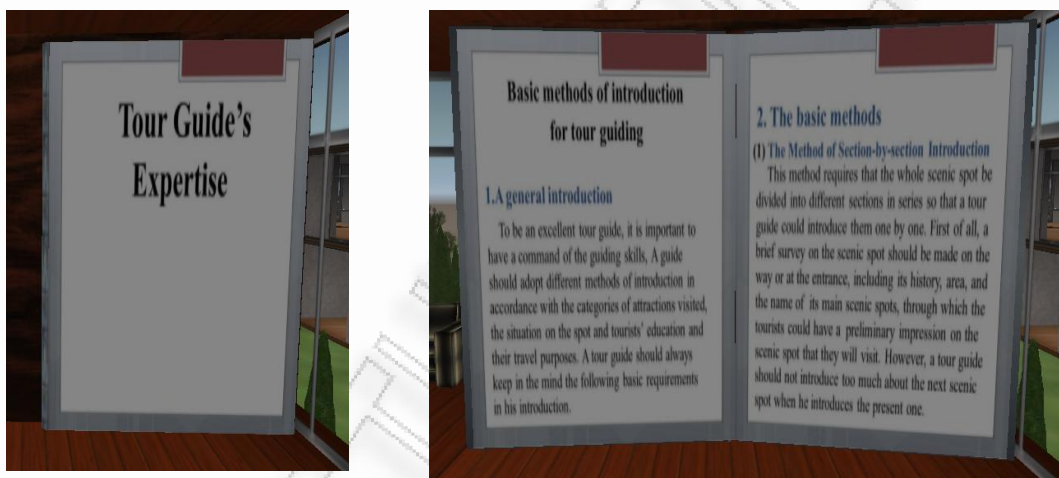 Tour Guide's
Expertise
Basic methods of introduction
for tour guiding
1.A general introduction
To be an excellent tour guide, it is important to
have a command of the guiding skills, A guide
should adopt different methods of introduction in
accordance with the categories of attractions visited,
the situation on the spot and tourists' education and
their travel purposes. A tour guide should always
keep in the mind the following basic requirements
in his introduction.
2. The basic methods
(1) The Method of Section-by-section Introduction
This method requires that the whole scenic spot be
divided into different sections in series so that a tour
guide could introduce them one by one. First of all, a
brief survey on the scenic spot should be made on the
way or at the entrance, including its history, area, and
the name of its main scenic spots, through which the
tourists could have a preliminary impression on the
scenic spot that they will visit. However, a tour guide
should not introduce too much about the next scenic
spot when he introduces the present one.